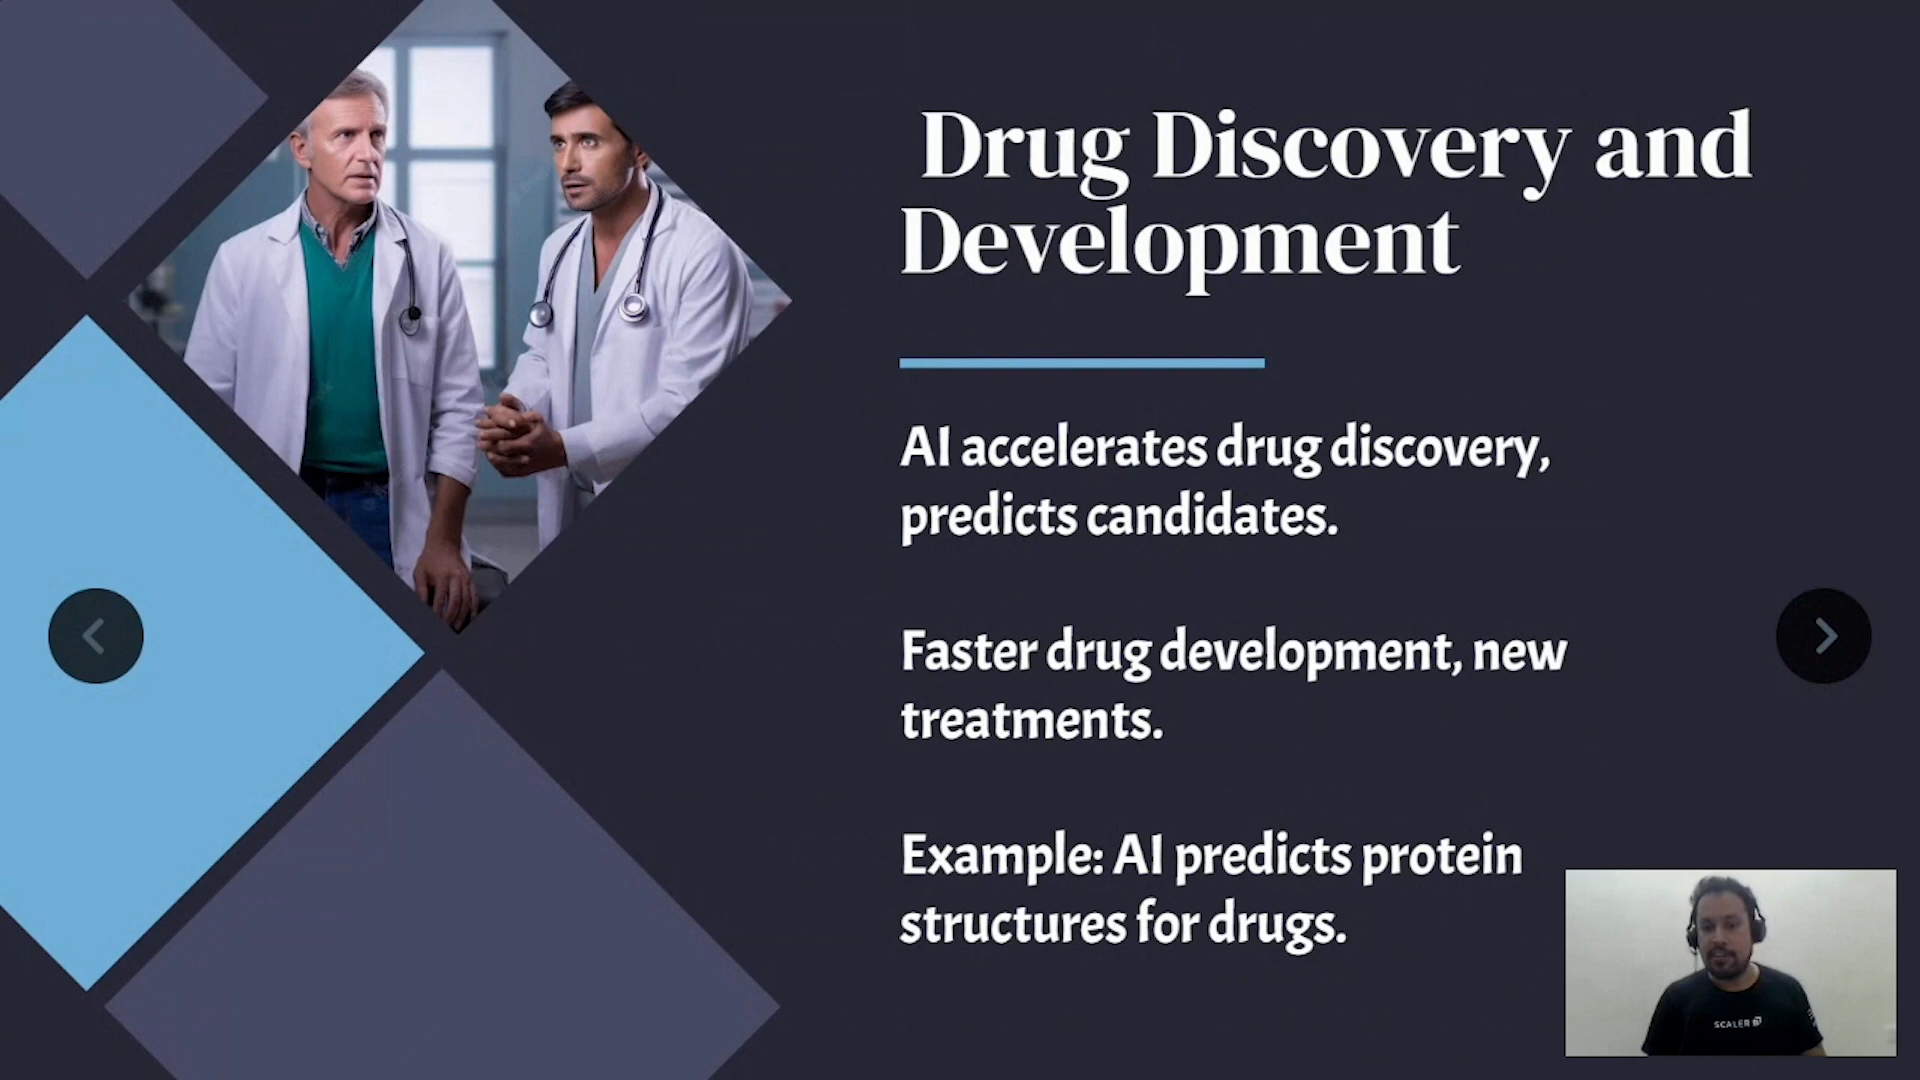 Drug Discovery and
Development
AI accelerates drug discovery,
predicts candidates.
Faster drug development, new
treatments.
Example: AI predicts protein
structures for drugs.
SCALER